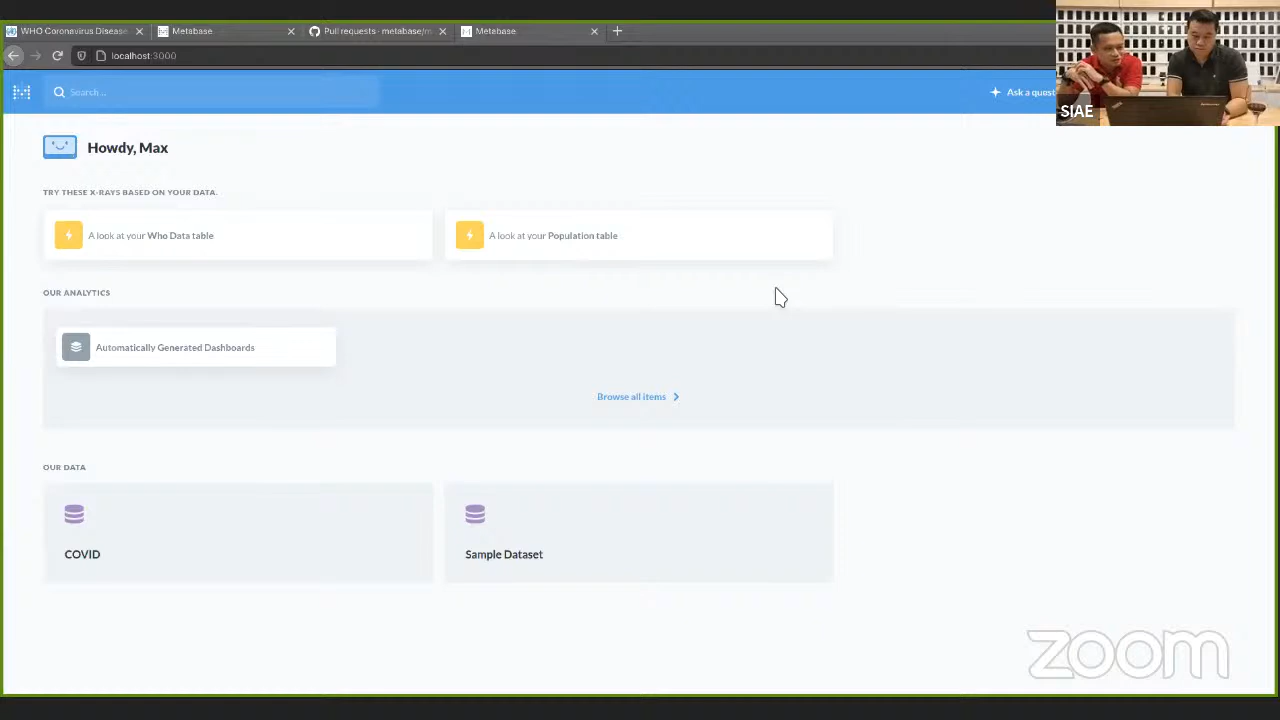 WHO Coronavirus Disease
Metabase
Pull requests · metabase/m
Metabase
localhost:3000
Search...
Ask a quest
SIAE
Howdy, Max
TRY THESE X-RAYS BASED ON YOUR DATA.
A look at your Who Data table
A look at your Population table
OUR ANALYTICS
Automatically Generated Dashboards
Browse all items
OUR DATA
COVID
Sample Dataset
zoom